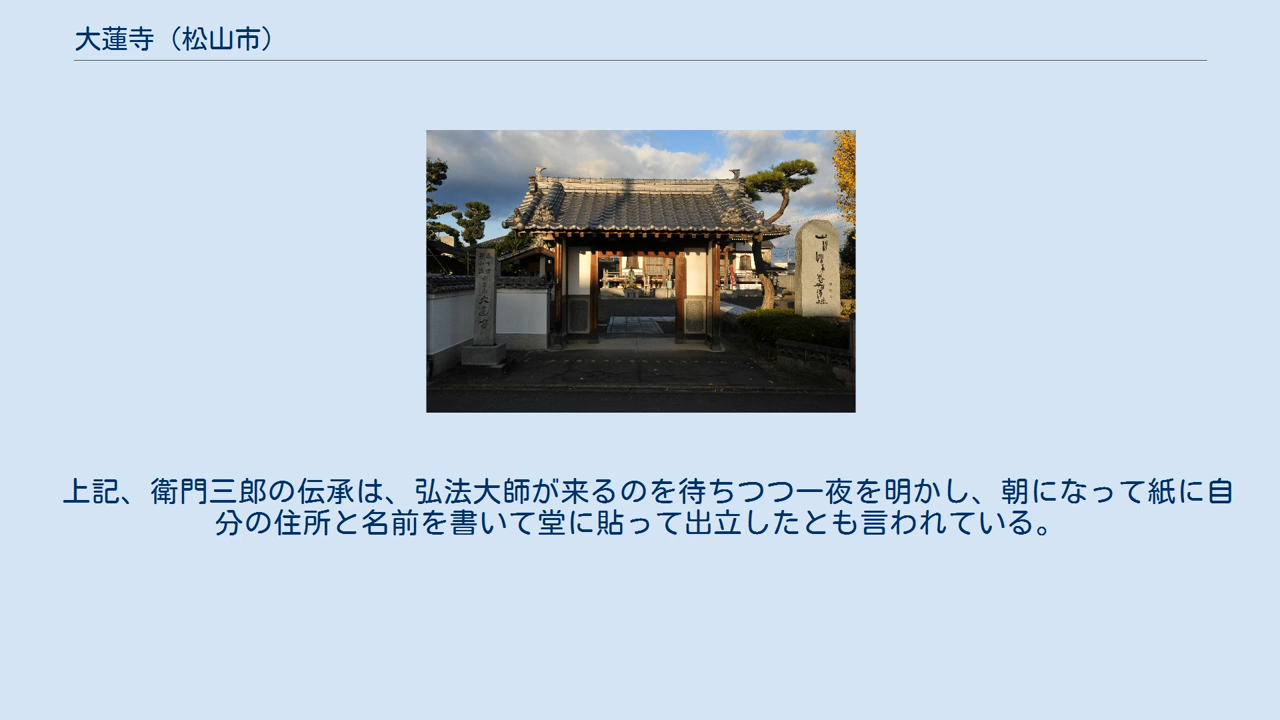 大蓮寺（松山市）
上記、衛門三郎の伝承は、弘法大師が来るのを待ちつつ一夜を明かし、朝になって紙に自
分の住所と名前を書いて堂に貼って出立したとも言われている。
大蓮寺